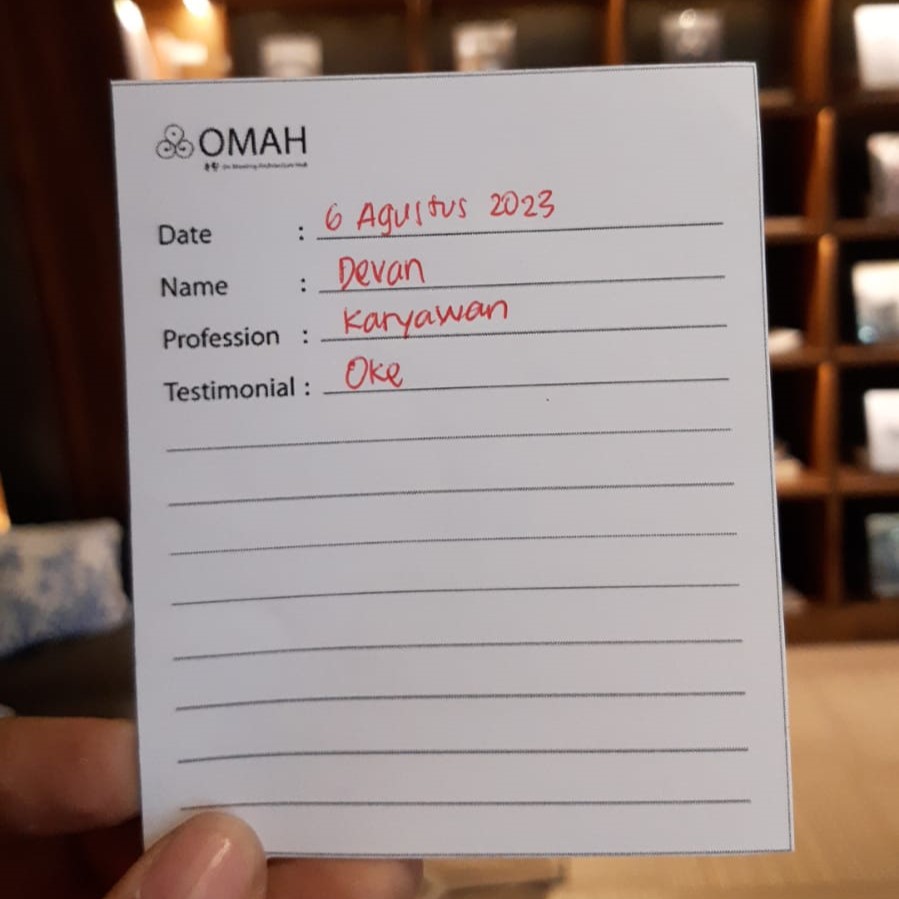 OMAH
Date : 6 Agustus 2023
Name : Devan
Profession : Karyawan
Testimonial : Oke